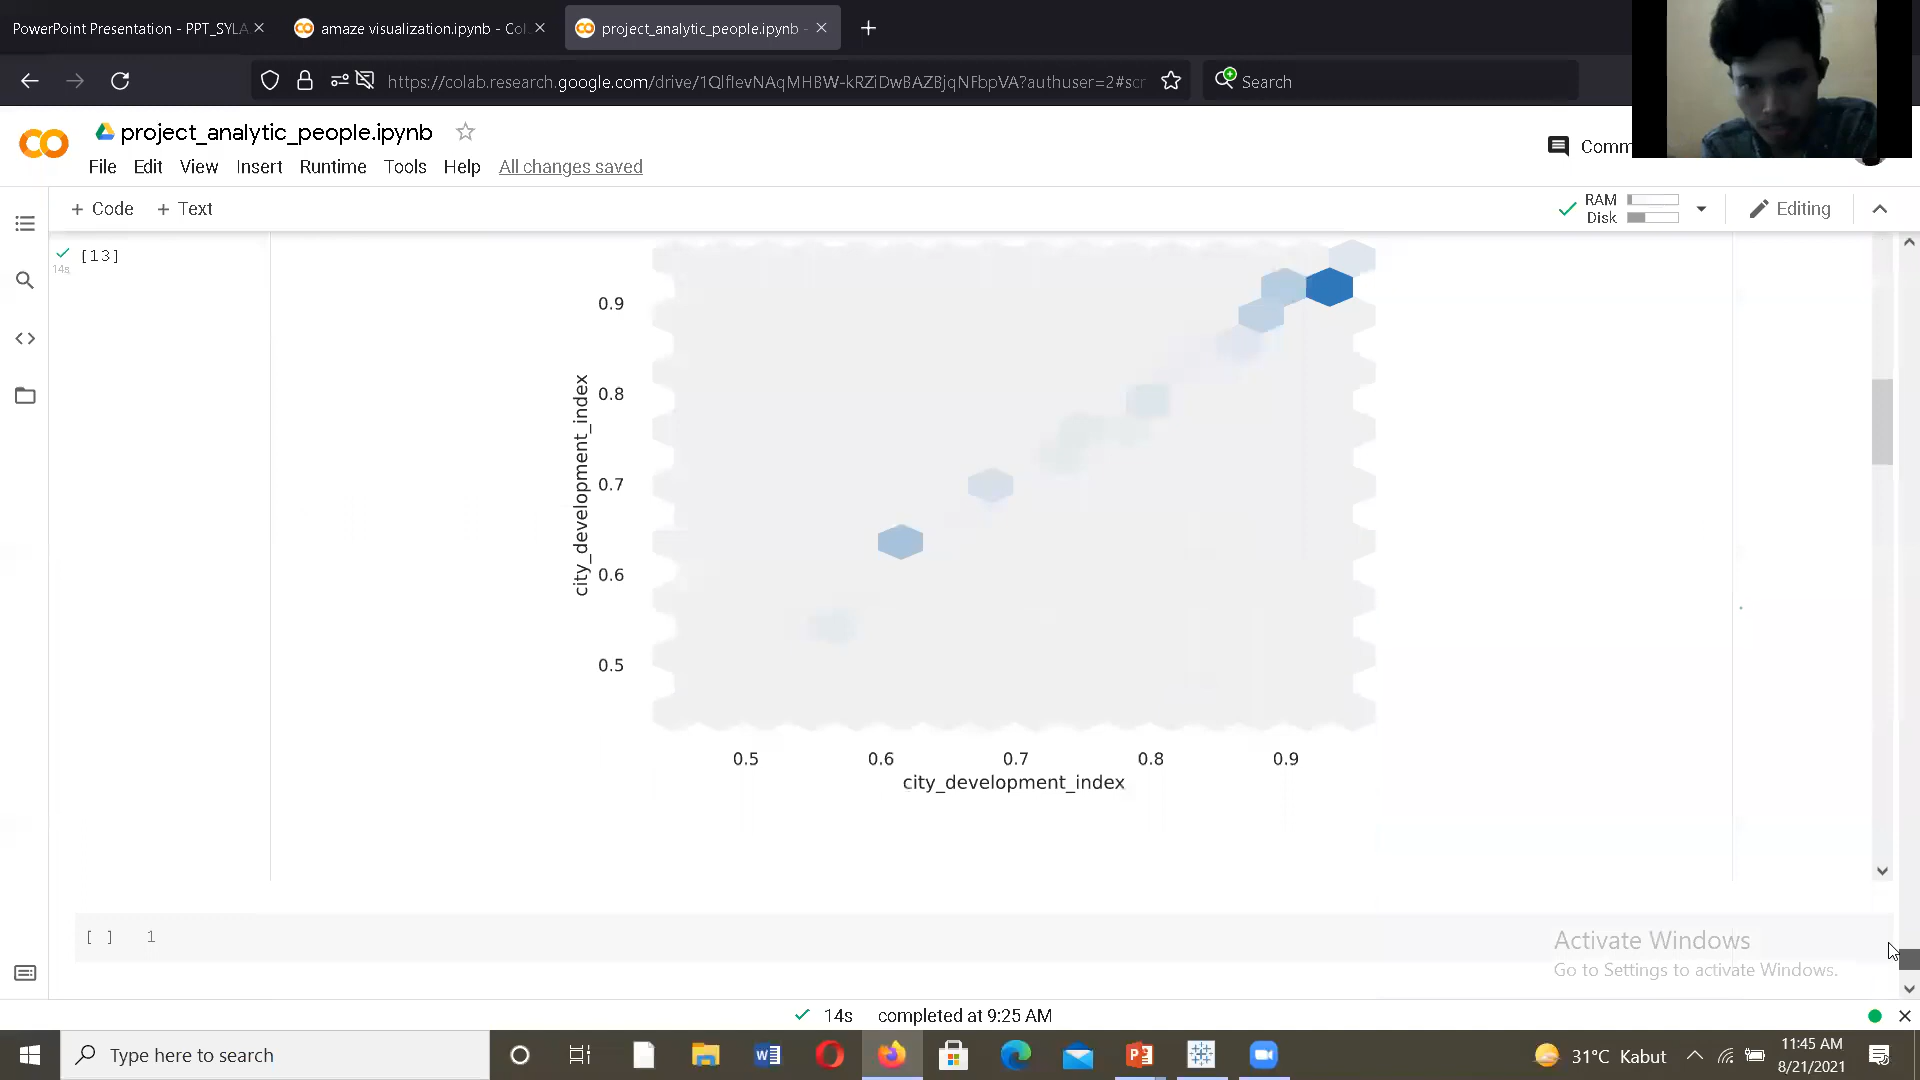 PowerPoint Presentation - PPT_SYLA
amaze visualization.ipynb - Col
project_analytic_people.ipynb -
https://colab.research.google.com/drive/1QlfIevNAqMHBW-kRZiDwBAZBjqNFbpVA?authuser=2#scr
Search
project_analytic_people.ipynb
Comm
File Edit View Insert Runtime Tools Help All changes saved
+ Code + Text
RAM
Disk
Editing
[13]
14s
0.9
0.8
0.7
0.6
0.5
city_development_index
0.5 0.6 0.7 0.8 0.9
city_development_index
[ ] 1
Activate Windows
Go to Settings to activate Windows.
14s completed at 9:25 AM
Type here to search
31°C Kabut
11:45 AM
8/21/2021